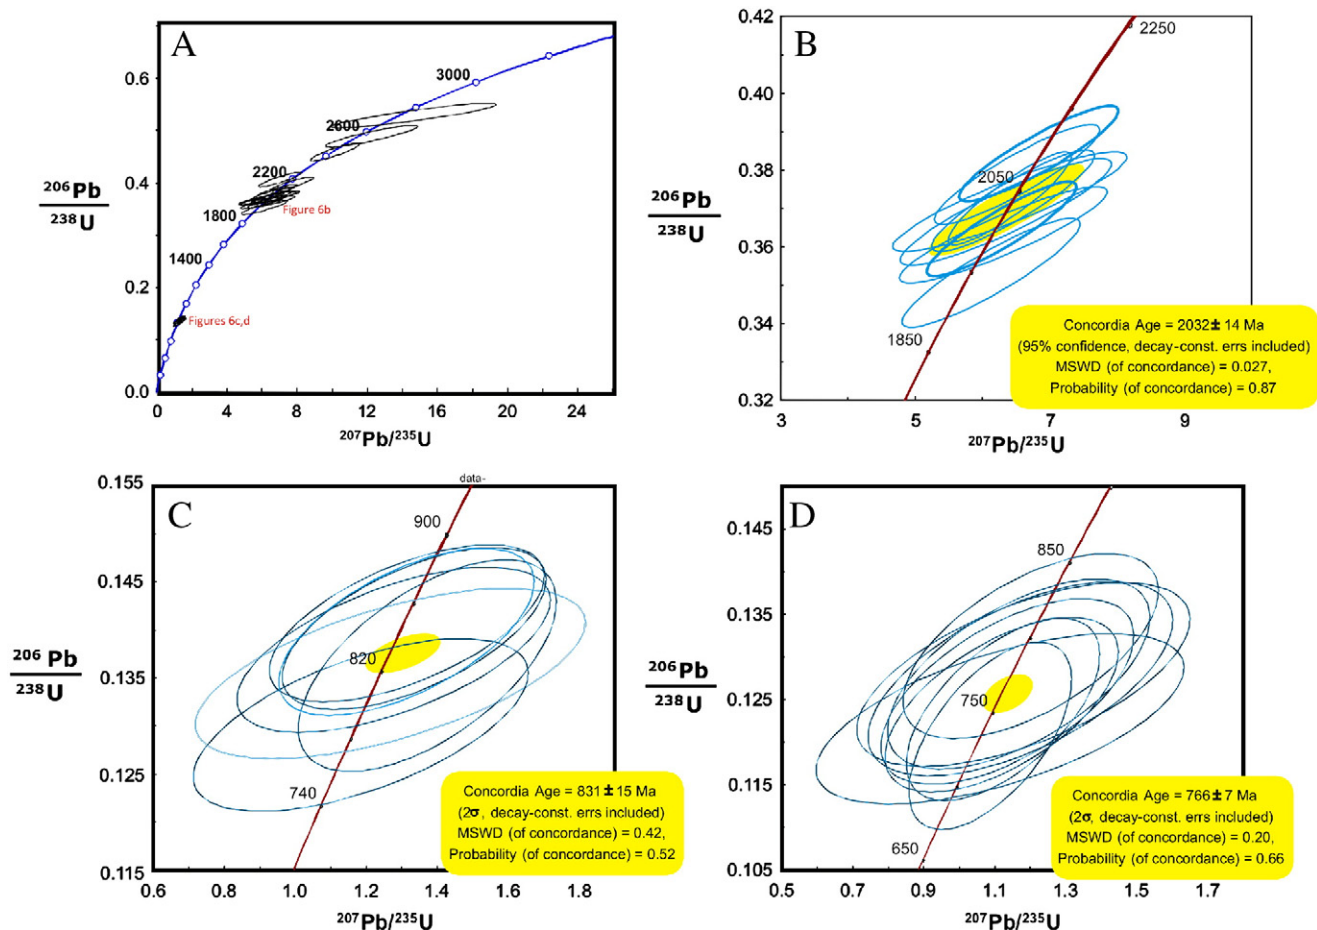 A
0.6
0.4
0.2
0.0
206Pb
238U
3000
2600
2200
1800
1400
Figure 6b
Figures 6c,d
0 4 8 12 16 20 24
207Pb/235U
B
0.42
0.40
0.38
0.36
0.34
0.32
206Pb
238U
2250
2050
1850
Concordia Age = 2032± 14 Ma
(95% confidence, decay-const. errs included)
MSWD (of concordance) = 0.027,
Probability (of concordance) = 0.87
3 5 7 9
207Pb/235U
C
0.155
0.145
0.135
0.125
0.115
206 Pb
238U
data-
900
820
740
Concordia Age = 831 ± 15 Ma
(2σ, decay-const. errs included)
MSWD (of concordance) = 0.42,
Probability (of concordance) = 0.52
0.6 0.8 1.0 1.2 1.4 1.6 1.8
207Pb/235U
D
0.145
0.135
0.125
0.115
0.105
206Pb
238U
850
750
650
Concordia Age = 766 ± 7 Ma
(2σ, decay-const. errs included)
MSWD (of concordance) = 0.20,
Probability (of concordance) = 0.66
0.5 0.7 0.9 1.1 1.3 1.5 1.7
207Pb/235U